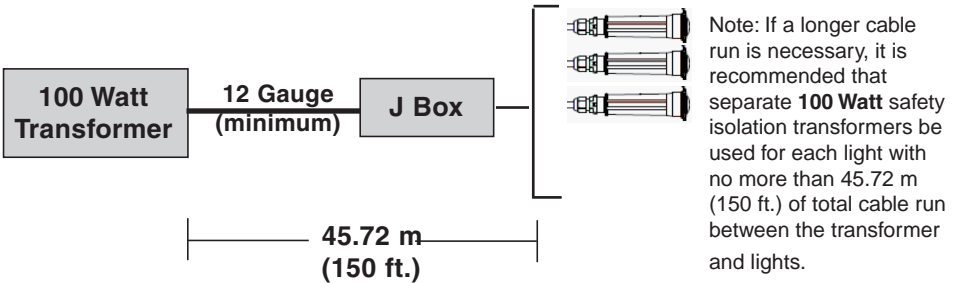 100 Watt
Transformer
12 Gauge
(minimum)
J Box
45.72 m
(150 ft.)
Note: If a longer cable
run is necessary, it is
recommended that
separate 100 Watt safety
isolation transformers be
used for each light with
no more than 45.72 m
(150 ft.) of total cable run
between the transformer
and lights.